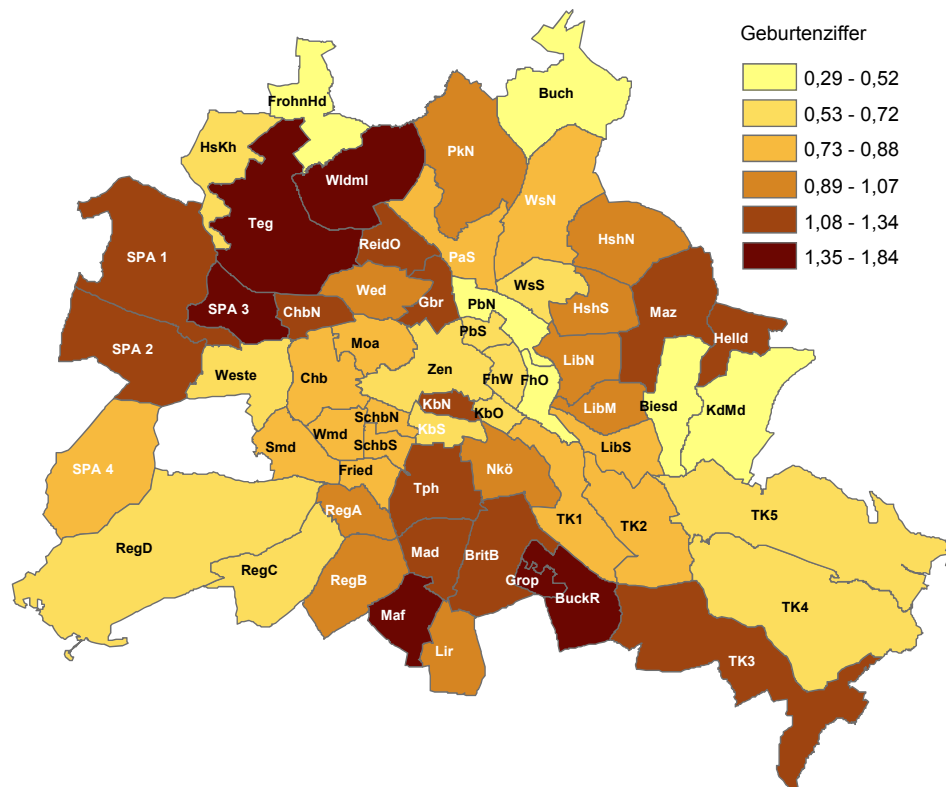 Geburtenziffer
0,29 - 0,52
0,53 - 0,72
0,73 - 0,88
0,89 - 1,07
1,08 - 1,34
1,35 - 1,84
FrohnHd
Buch
HsKh
PkN
Wldml
WsN
Teg
HshN
ReidO
PaS
SPA 1
WsS
Wed
Gbr
PbN
HshS
Maz
SPA 3
ChbN
Helld
PbS
Moa
SPA 2
LibN
Zen
Weste
Chb
FhW
FhO
KbN
Biesd
KdMd
SchbN
KbO
LibM
KbS
Wmd
SchbS
Smd
LibS
SPA 4
Fried
Nkö
Tph
RegA
TK5
TK1
TK2
RegD
Mad
BritB
RegC
RegB
Grop
BuckR
Maf
TK4
Lir
TK3